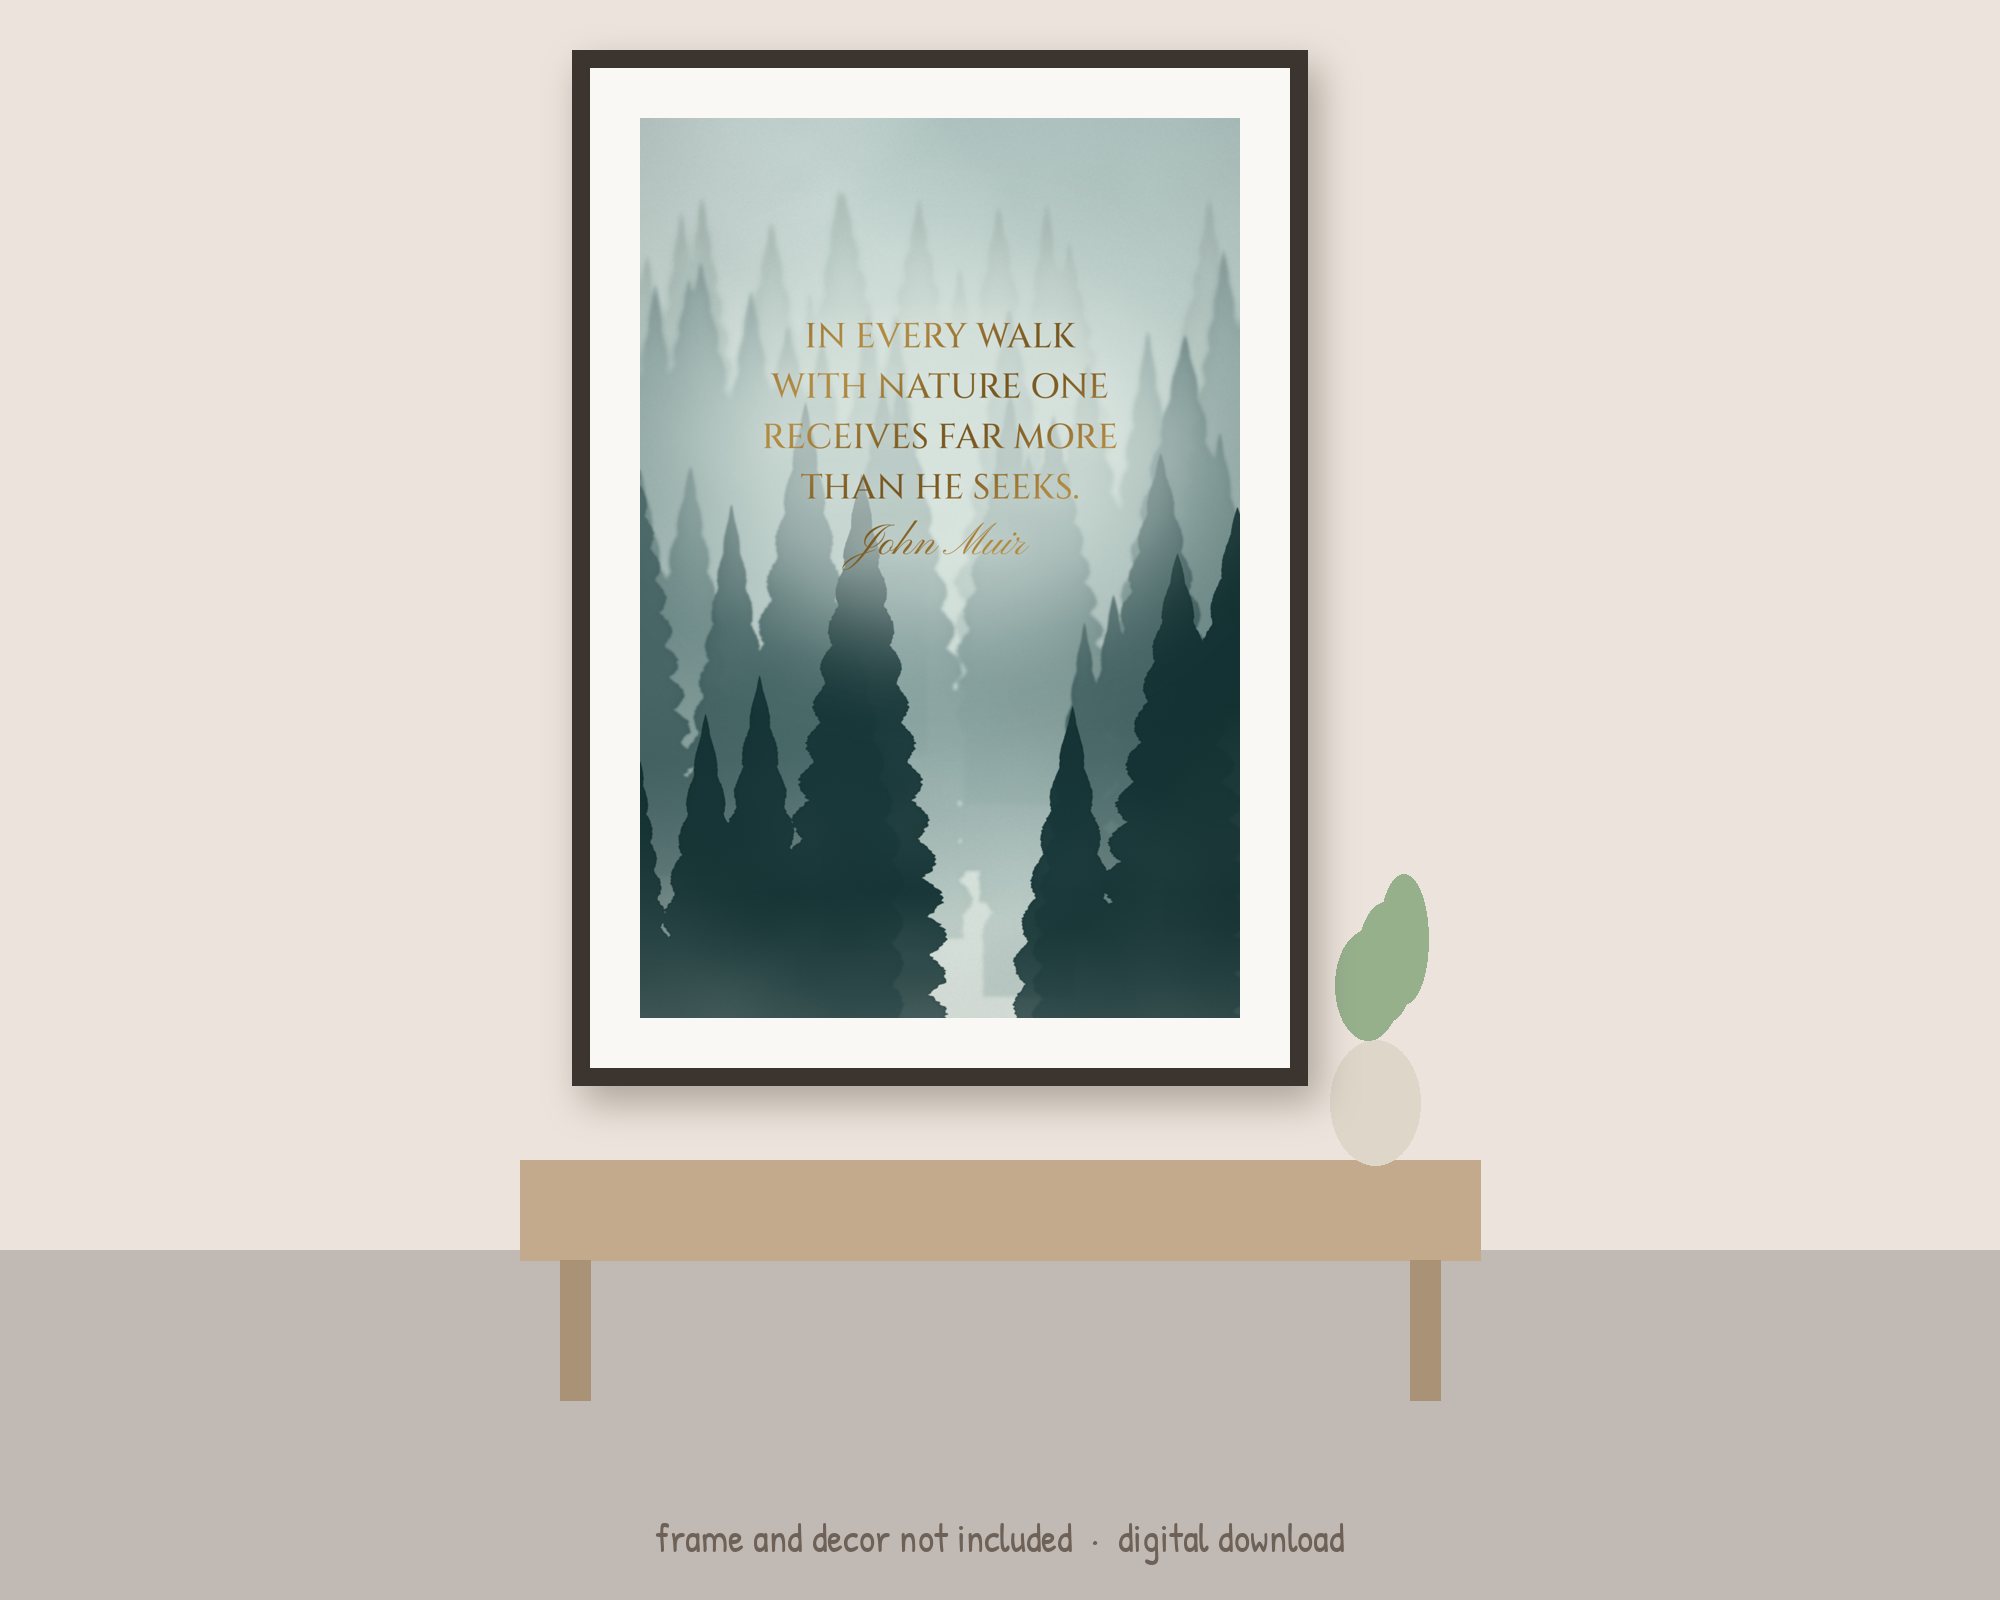 IN EVERY WALK
WITH NATURE ONE
RECEIVES FAR MORE
THAN HE SEEKS.
John Muir
frame and decor not included · digital download